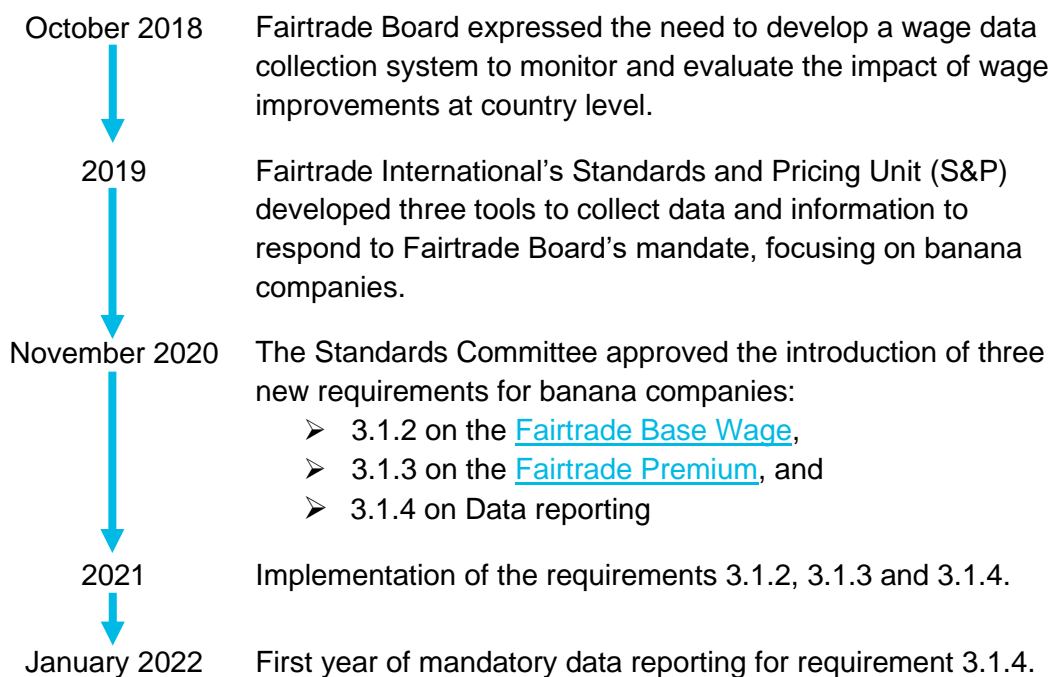 October 2018
Fairtrade Board expressed the need to develop a wage data
collection system to monitor and evaluate the impact of wage
improvements at country level.
2019
Fairtrade International’s Standards and Pricing Unit (S&P)
developed three tools to collect data and information to
respond to Fairtrade Board’s mandate, focusing on banana
companies.
November 2020
The Standards Committee approved the introduction of three
new requirements for banana companies:
➢ 3.1.2 on the Fairtrade Base Wage,
➢ 3.1.3 on the Fairtrade Premium, and
➢ 3.1.4 on Data reporting
2021
Implementation of the requirements 3.1.2, 3.1.3 and 3.1.4.
January 2022
First year of mandatory data reporting for requirement 3.1.4.